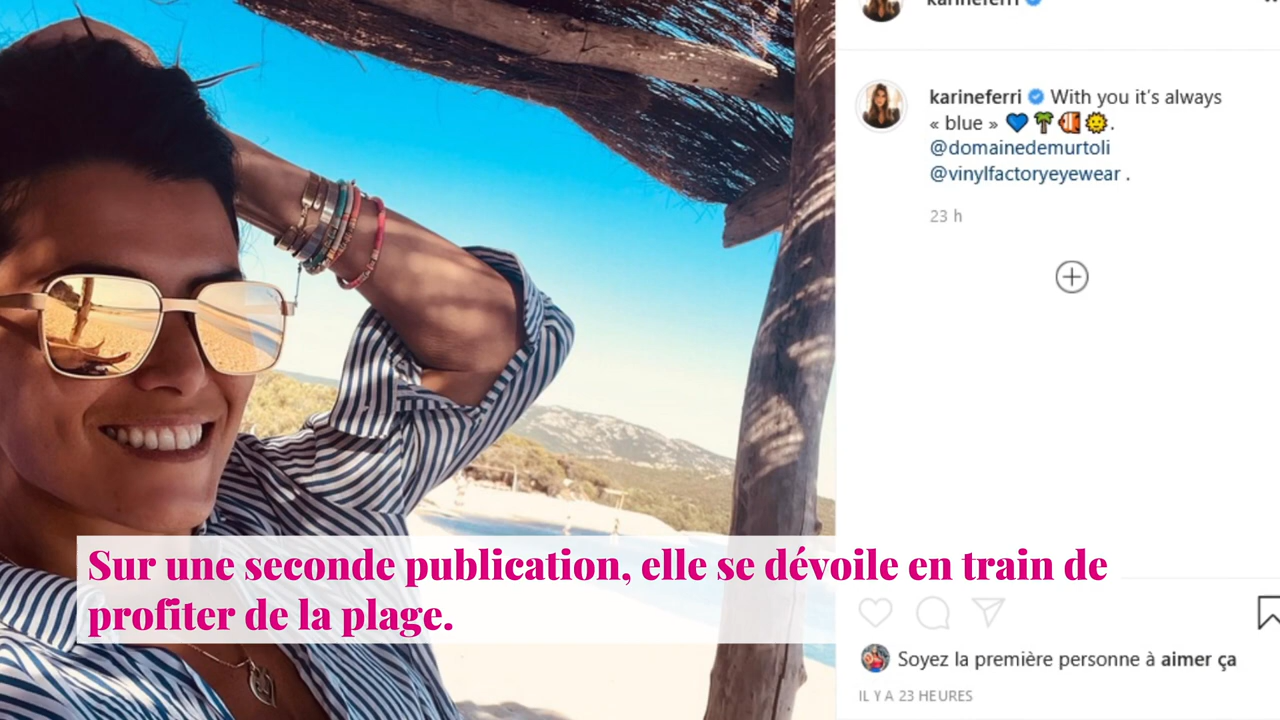 karineferri
karineferri With you it's always
« blue » 💙🌴🐠🌞.
@domainedemurtoli
@vinylfactoryeyewear .
23 h
Sur une seconde publication, elle se dévoile en train de
profiter de la plage.
Soyez la première personne à aimer ça
IL Y A 23 HEURES